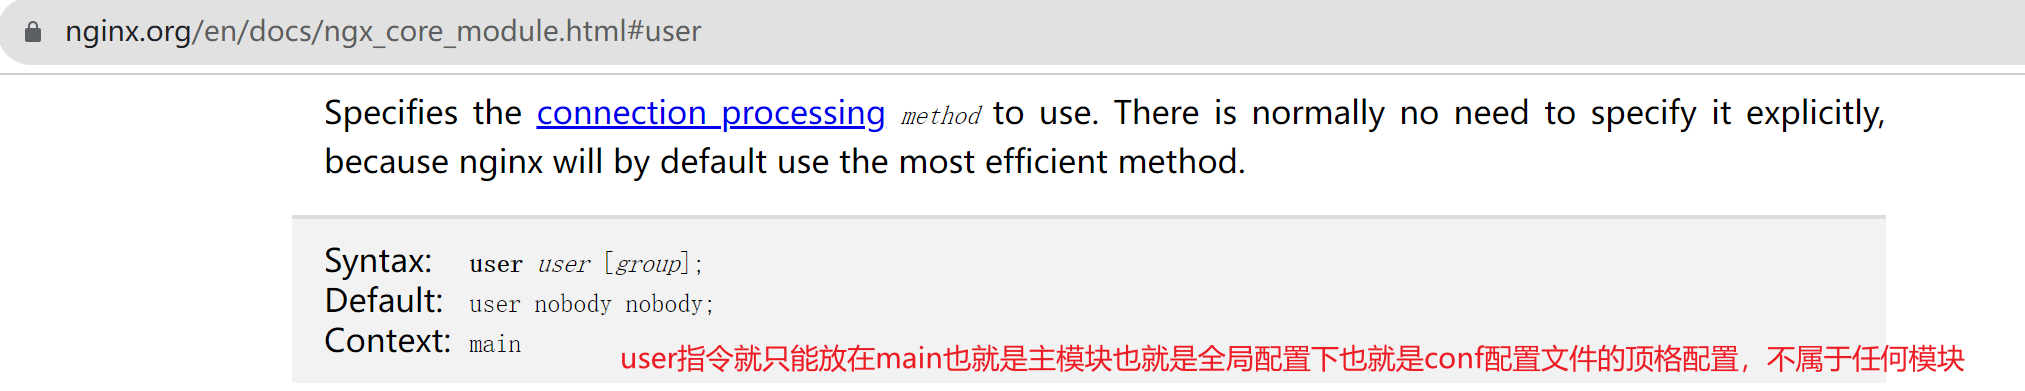 nginx.org/en/docs/ngx_core_module.html#user
Specifies the connection processing method to use. There is normally no need to specify it explicitly,
because nginx will by default use the most efficient method.
Syntax: user user [group];
Default: user nobody nobody;
Context: main
user指令就只能放在main也就是主模块也就是全局配置下也就是conf配置文件的顶格配置，不属于任何模块